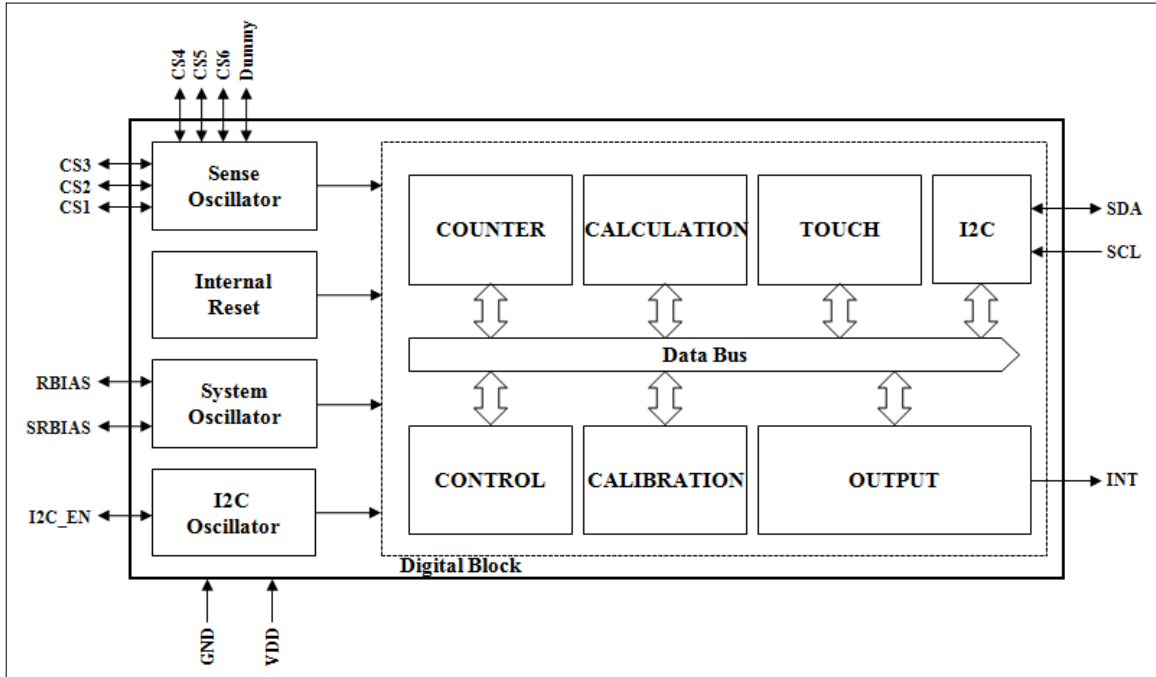 CS4
CS5
CS6
Dummy
CS3
CS2
CS1
Sense
Oscillator
Internal
Reset
RBIAS
SRBIAS
System
Oscillator
I2C_EN
I2C
Oscillator
COUNTER
CALCULATION
TOUCH
I2C
SDA
SCL
Data Bus
CONTROL
CALIBRATION
OUTPUT
INT
Digital Block
GND
VDD